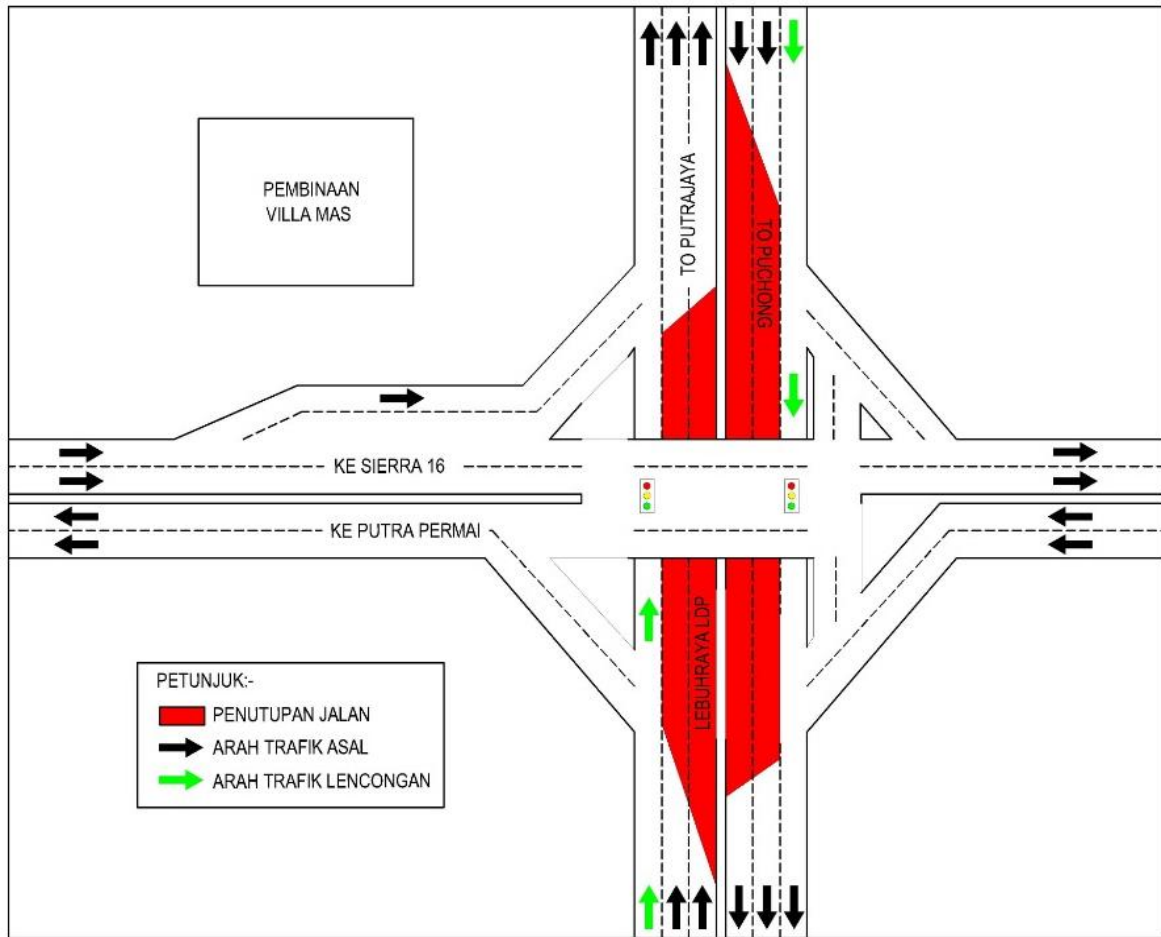 PEMBINAAN
VILLA MAS
TO PUTRAJAYA
TO PUCHONG
KE SIERRA 16
KE PUTRA PERMAI
LEBUHRAYA LDP
PETUNJUK:-
PENUTUPAN JALAN
ARAH TRAFIK ASAL
ARAH TRAFIK LENCONGAN